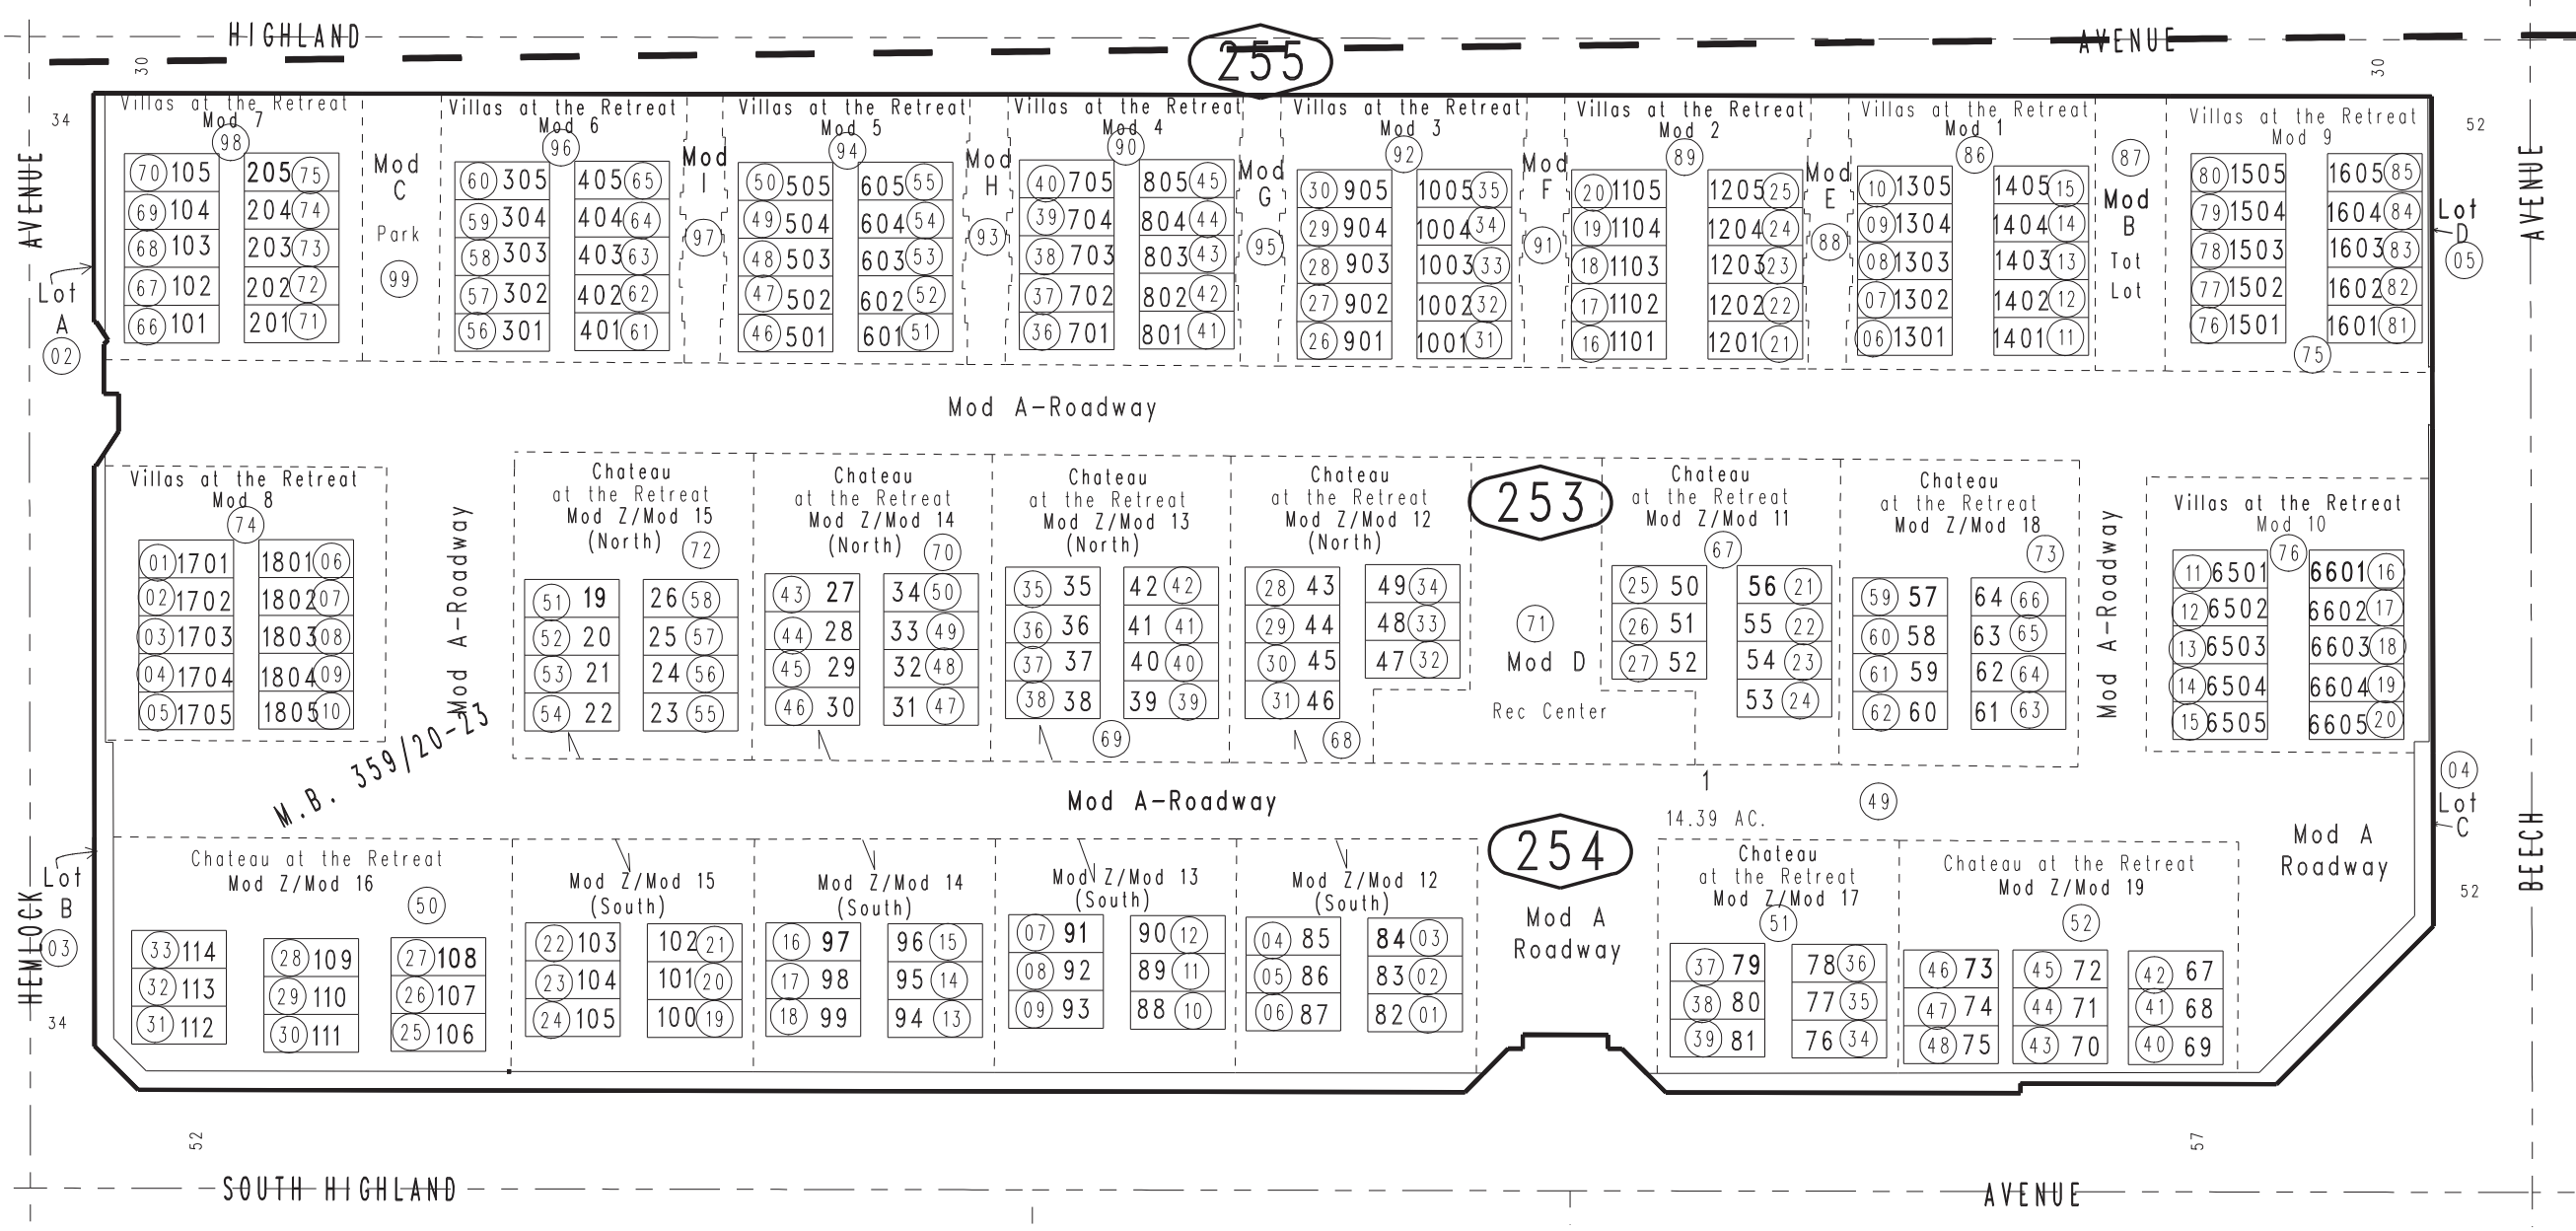 HIGHLAND
AVENUE
255
30
30
34
52
AVENUE
AVENUE
Villas at the Retreat
Mod 7
98
70 105 205 75
69 104 204 74
68 103 203 73
67 102 202 72
66 101 201 71
Mod
C
Park
99
Villas at the Retreat
Mod 6
96
60 305 405 65
59 304 404 64
58 303 403 63
57 302 402 62
56 301 401 61
Mod
I
97
Villas at the Retreat
Mod 5
94
50 505 605 55
49 504 604 54
48 503 603 53
47 502 602 52
46 501 601 51
Mod
H
93
Villas at the Retreat
Mod 4
90
40 705 805 45
39 704 804 44
38 703 803 43
37 702 802 42
36 701 801 41
Mod
G
95
Villas at the Retreat
Mod 3
92
30 905 1005 35
29 904 1004 34
28 903 1003 33
27 902 1002 32
26 901 1001 31
Mod
F
91
Villas at the Retreat
Mod 2
89
20 1105 1205 25
19 1104 1204 24
18 1103 1203 23
17 1102 1202 22
16 1101 1201 21
Mod
E
88
Villas at the Retreat
Mod 1
86
10 1305 1405 15
09 1304 1404 14
08 1303 1403 13
07 1302 1402 12
06 1301 1401 11
87
Mod
B
Tot
Lot
Villas at the Retreat
Mod 9
80 1505 1605 85
79 1504 1604 84
78 1503 1603 83
77 1502 1602 82
76 1501 1601 81
75
Lot
D
05
Lot
A
02
Mod A-Roadway
Villas at the Retreat
Mod 8
74
01 1701 1801 06
02 1702 1802 07
03 1703 1803 08
04 1704 1804 09
05 1705 1805 10
Mod A-Roadway
M.B. 359/20-23
Chateau
at the Retreat
Mod Z/Mod 15
(North)
72
51 19 26 58
52 20 25 57
53 21 24 56
54 22 23 55
Chateau
at the Retreat
Mod Z/Mod 14
(North)
70
43 27 34 50
44 28 33 49
45 29 32 48
46 30 31 47
Chateau
at the Retreat
Mod Z/Mod 13
(North)
35 35 42 42
36 36 41 41
37 37 40 40
38 38 39 39
69
Chateau
at the Retreat
Mod Z/Mod 12
(North)
28 43 49 34
29 44 48 33
30 45 47 32
31 46
68
253
71
Mod D
Rec Center
Chateau
at the Retreat
Mod Z/Mod 11
67
25 50 56 21
26 51 55 22
27 52 54 23
53 24
Chateau
at the Retreat
Mod Z/Mod 18
73
59 57 64 66
60 58 63 65
61 59 62 64
62 60 61 63
Mod A-Roadway
Villas at the Retreat
Mod 10
76
11 6501 6601 16
12 6502 6602 17
13 6503 6603 18
14 6504 6604 19
15 6505 6605 20
Mod A-Roadway
1
14.39 AC.
49
04
Lot
C
52
BEECH
Mod A
Roadway
Lot
B
03
34
HEMLOCK
Chateau at the Retreat
Mod Z/Mod 16
50
33 114
32 113
31 112
28 109
29 110
30 111
27 108
26 107
25 106
Mod Z/Mod 15
(South)
22 103 102 21
23 104 101 20
24 105 100 19
Mod Z/Mod 14
(South)
16 97 96 15
17 98 95 14
18 99 94 13
Mod Z/Mod 13
(South)
07 91 90 12
08 92 89 11
09 93 88 10
Mod Z/Mod 12
(South)
04 85 84 03
05 86 83 02
06 87 82 01
254
Mod A
Roadway
Chateau
at the Retreat
Mod Z/Mod 17
51
37 79 78 36
38 80 77 35
39 81 76 34
Chateau at the Retreat
Mod Z/Mod 19
52
46 73 45 72 42 67
47 74 44 71 41 68
48 75 43 70 40 69
52
57
SOUTH HIGHLAND
AVENUE